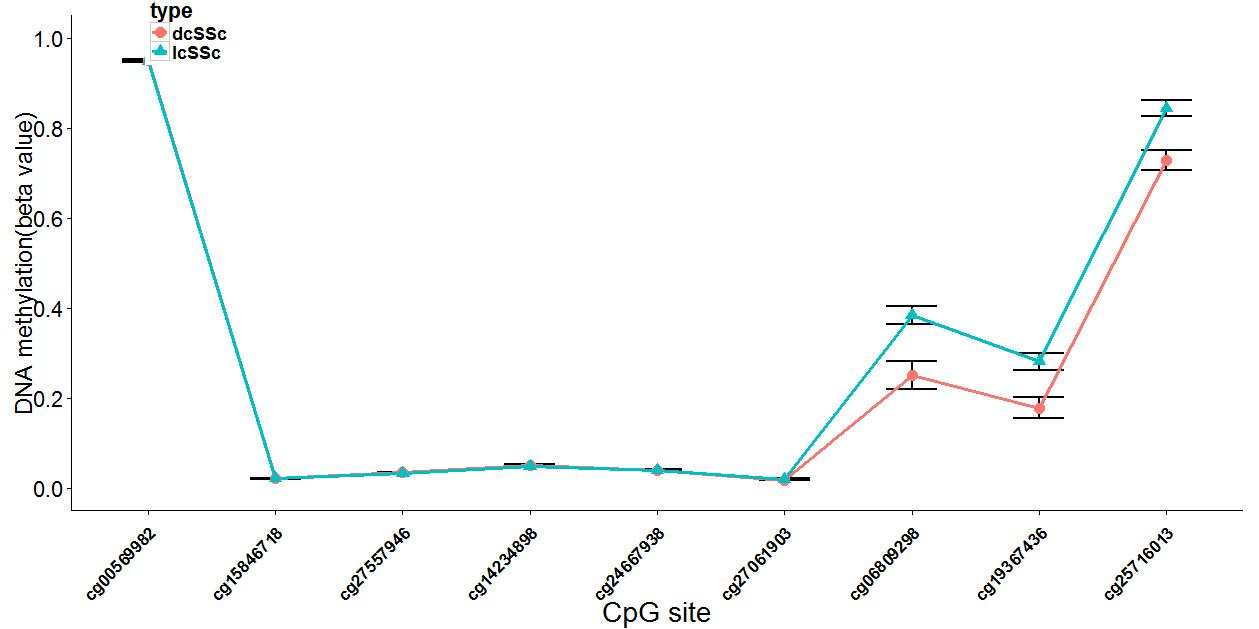 type
dcSSc
lcSSc
DNA methylation(beta value)
1.0
0.8
0.6
0.4
0.2
0.0
cg00569982
cg15846718
cg27557946
cg14234898
cg24667938
cg27061903
cg06809298
cg19367436
cg25716013
CpG site